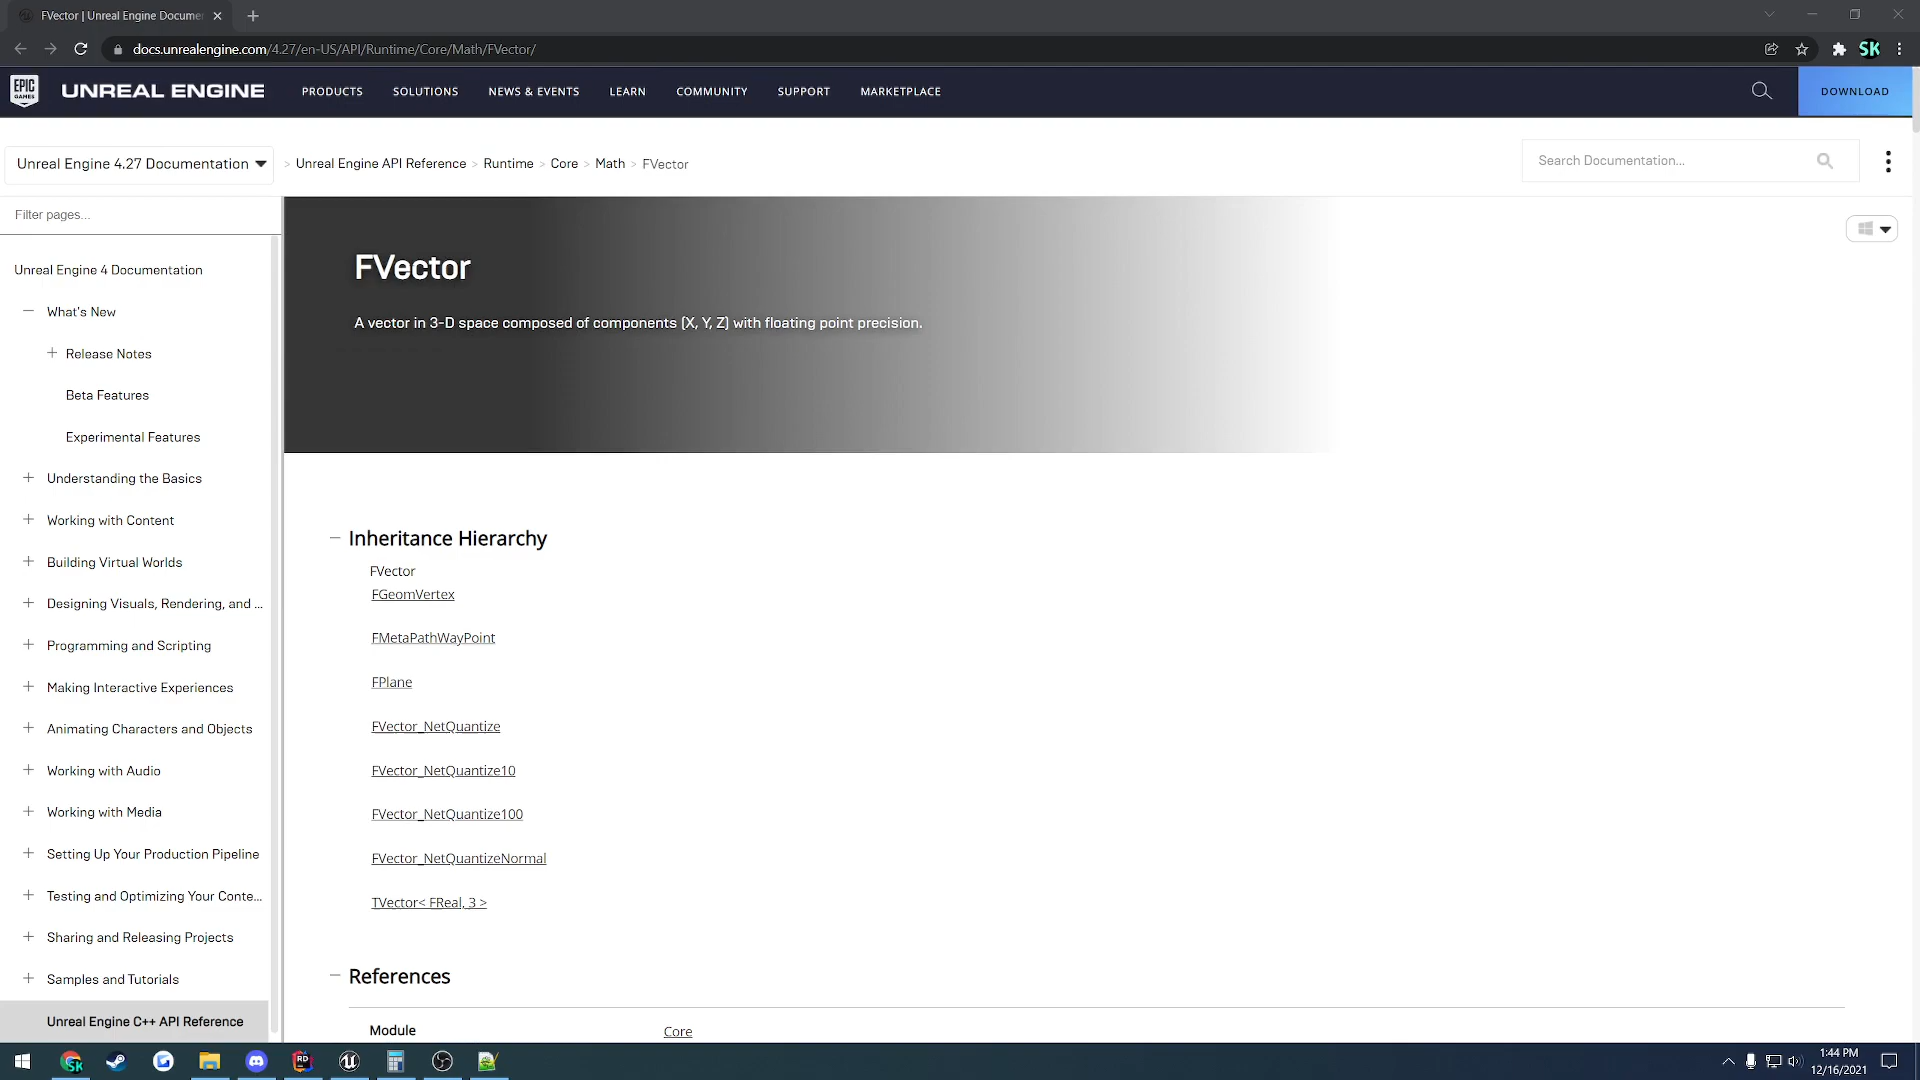 FVector | Unreal Engine Docume
docs.unrealengine.com/4.27/en-US/API/Runtime/Core/Math/FVector/
SK
EPIC GAMES
UNREAL ENGINE
PRODUCTS
SOLUTIONS
NEWS & EVENTS
LEARN
COMMUNITY
SUPPORT
MARKETPLACE
DOWNLOAD
Unreal Engine 4.27 Documentation
> Unreal Engine API Reference > Runtime > Core > Math > FVector
Search Documentation...
Filter pages...
Unreal Engine 4 Documentation
What's New
Release Notes
Beta Features
Experimental Features
Understanding the Basics
Working with Content
Building Virtual Worlds
Designing Visuals, Rendering, and ...
Programming and Scripting
Making Interactive Experiences
Animating Characters and Objects
Working with Audio
Working with Media
Setting Up Your Production Pipeline
Testing and Optimizing Your Conte...
Sharing and Releasing Projects
Samples and Tutorials
Unreal Engine C++ API Reference
FVector
A vector in 3-D space composed of components (X, Y, Z) with floating point precision.
Inheritance Hierarchy
FVector
FGeomVertex
FMetaPathWayPoint
FPlane
FVector_NetQuantize
FVector_NetQuantize10
FVector_NetQuantize100
FVector_NetQuantizeNormal
TVector< FReal, 3 >
References
Module
Core
SK
RD
1:44 PM
12/16/2021